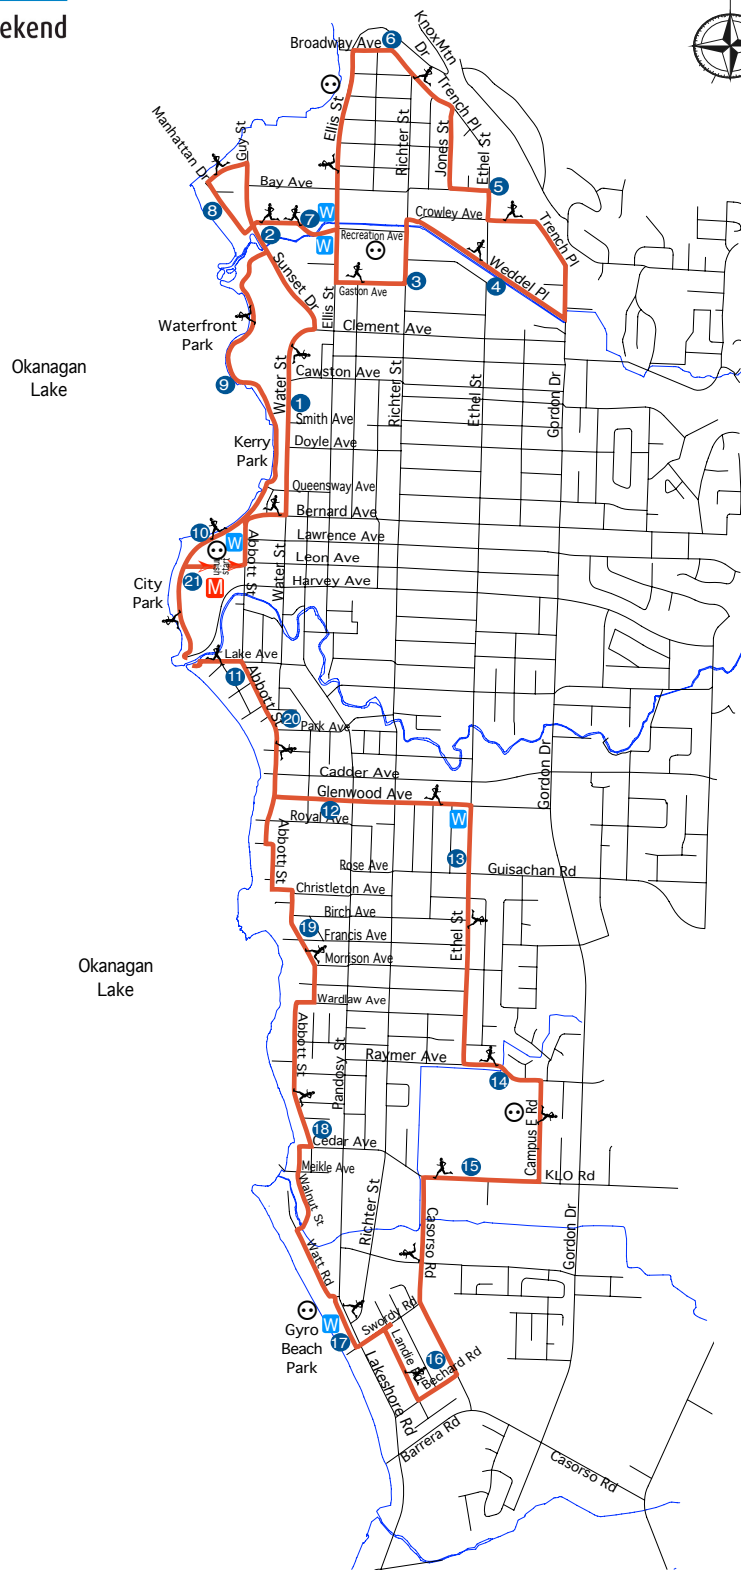 ekend
KnoxMtn
Dr
Broadway Ave
6
Trench Pl
Ellis St
Richter St
Jones St
Ethel St
Manhattan Dr
Guy St
Bay Ave
5
8
7
W
Crowley Ave
Trench Pl
2
W
Recreation Ave
Sunset Dr
Weddel Pl
3
4
Ellis St
Gaston Ave
Waterfront
Park
Clement Ave
Okanagan
Lake
9
Water St
Cawston Ave
Richter St
Ethel St
Gordon Dr
1
Smith Ave
Kerry
Park
Doyle Ave
Queensway Ave
Bernard Ave
10
W
Abbott St
Water St
Lawrence Ave
Leon Ave
start
21
M
Harvey Ave
City
Park
Lake Ave
11
Abbott St
20
Park Ave
Gordon Dr
Cadder Ave
Glenwood Ave
12
W
Royal Ave
Abbott St
13
Rose Ave
Guisachan Rd
Christleton Ave
Birch Ave
Ethel St
19
Francis Ave
Morrison Ave
Okanagan
Lake
Wardlaw Ave
Abbott St
Pandosy St
Raymer Ave
14
Campus E Rd
18
Cedar Ave
Meikle Ave
15
KLO Rd
Walnut St
Richter St
Casorso Rd
Gordon Dr
Watt Rd
Swordy Rd
W
Gyro
Beach
Park
17
Landie Rd
16
Bechard Rd
Lakeshore Rd
Barrera Rd
Casorso Rd